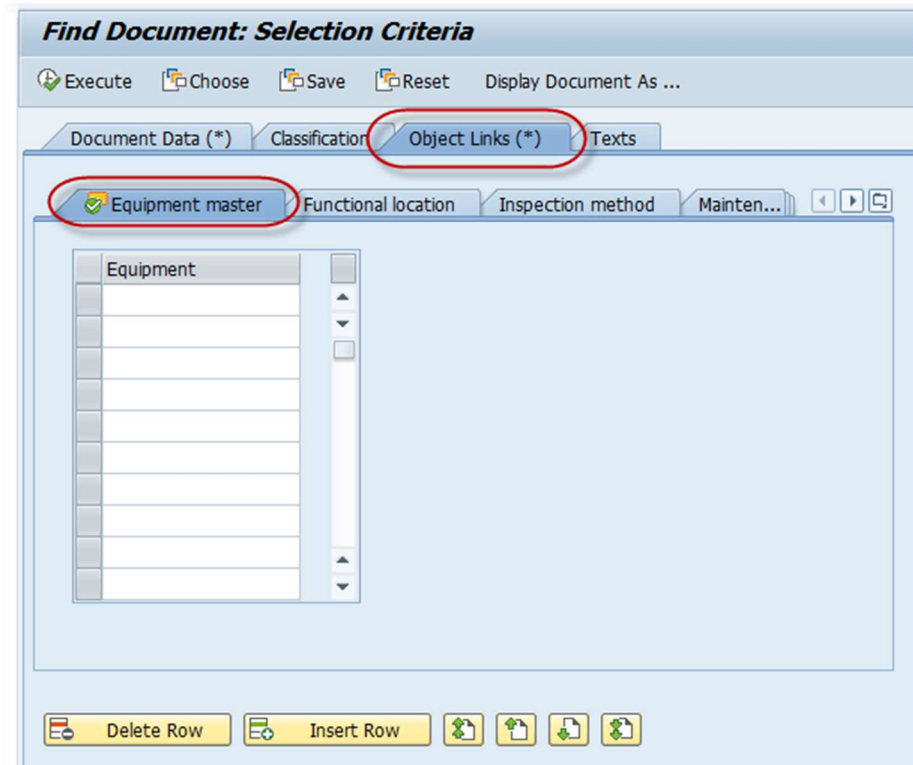 Find Document: Selection Criteria
Execute Choose Save Reset Display Document As ...
Document Data (*) Classification Object Links (*) Texts
Equipment master Functional location Inspection method Mainten...
Equipment
Delete Row Insert Row